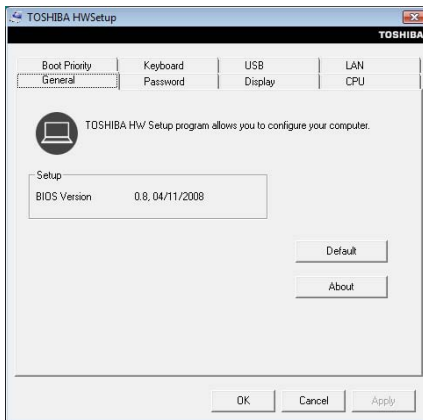 TOSHIBA HWSetup
TOSHIBA
Boot Priority Keyboard USB LAN
General Password Display CPU
TOSHIBA HW Setup program allows you to configure your computer.
Setup
BIOS Version 0.8, 04/11/2008
Default
About
OK Cancel Apply